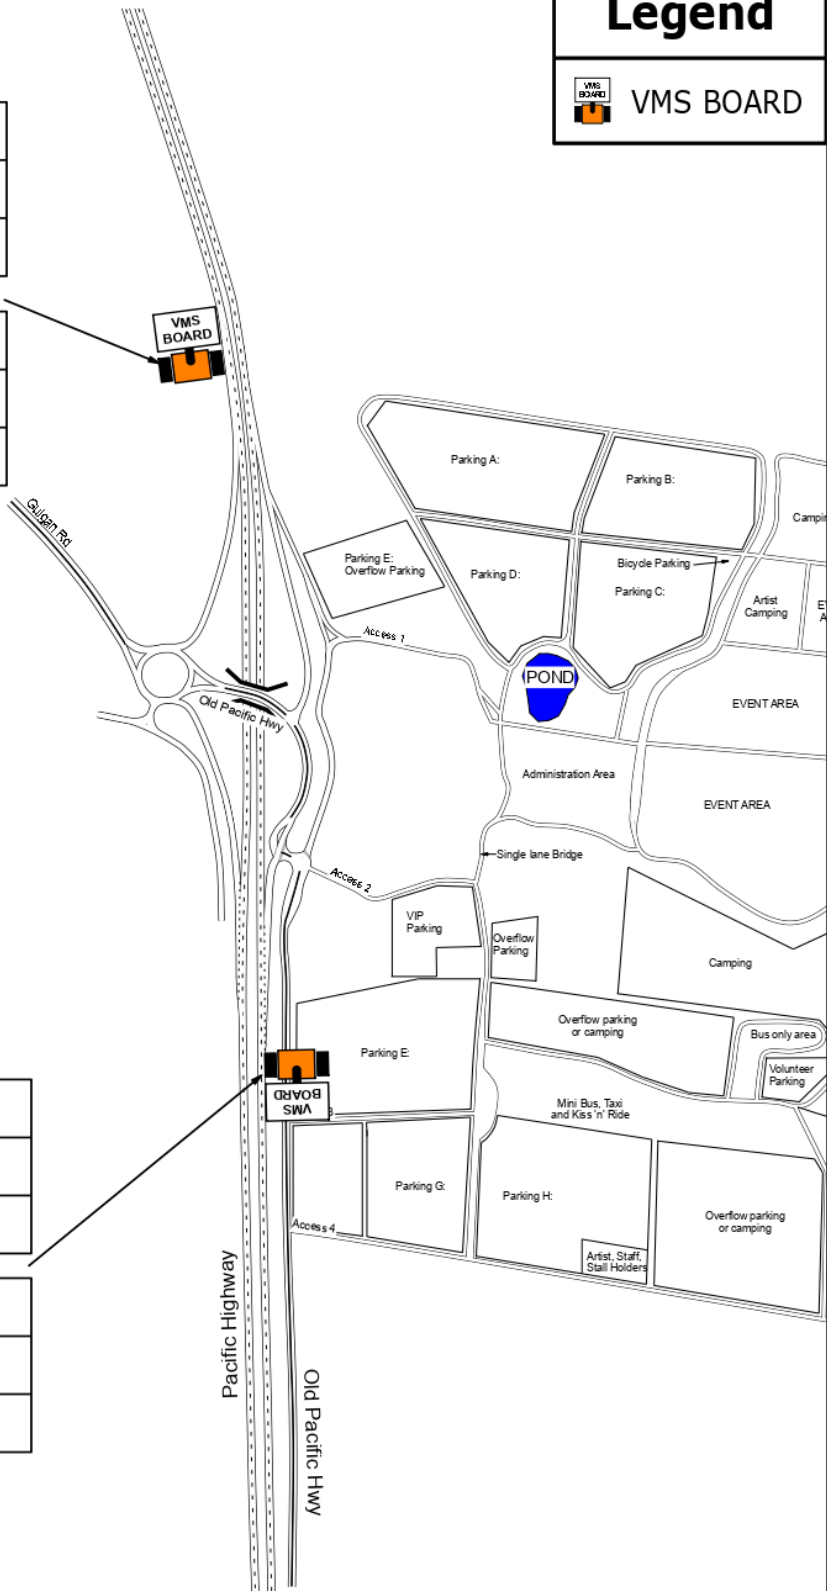 Legend
VMS
BOARD
VMS BOARD
VMS
BOARD
Gulgan Rd
Parking A:
Parking B:
Parking E:
Overflow Parking
Parking D:
Bicycle Parking
Parking C:
Artist
Camping
Access 1
POND
EVENT AREA
Old Pacific Hwy
Administration Area
EVENT AREA
Single lane Bridge
Access 2
VIP
Parking
Overflow
Parking
Camping
Overflow parking
or camping
Bus only area
Parking E:
Volunteer
Parking
VMS
BOARD
Mini Bus, Taxi
and Kiss 'n' Ride
Parking G:
Parking H:
Overflow parking
or camping
Access 4
Artist, Staff,
Stall Holders
Pacific Highway
Old Pacific Hwy